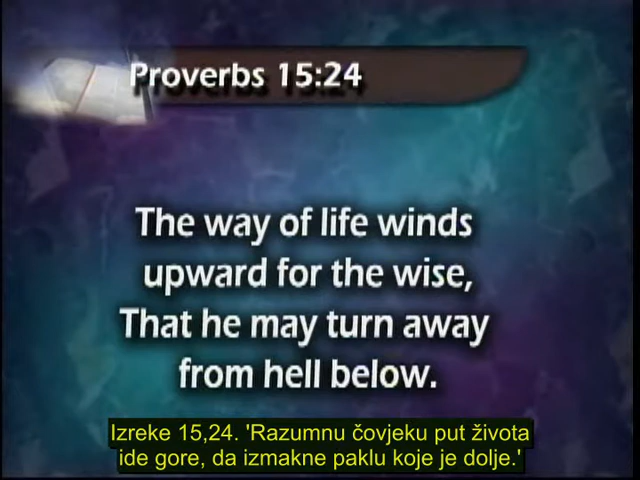 Proverbs 15:24
The way of life winds
upward for the wise,
That he may turn away
from hell below.
Izreke 15,24. 'Razumnu čovjeku put života
ide gore, da izmakne paklu koje je dolje.'